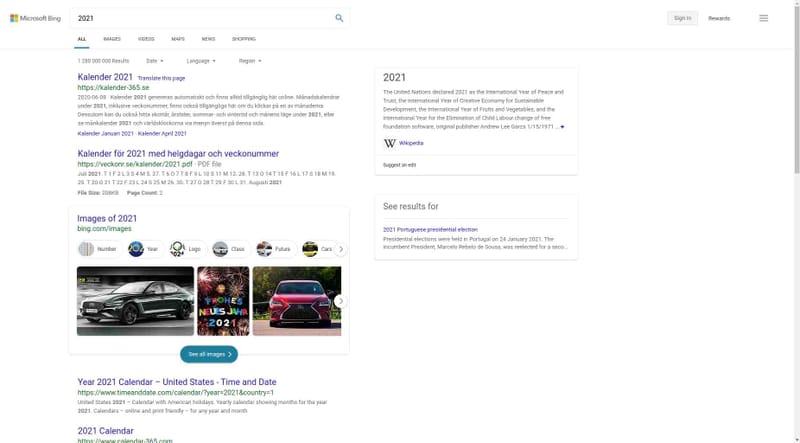 Microsoft Bing
2021
Sign in
Rewards
ALL IMAGES VIDEOS MAPS NEWS SHOPPING
1 280 000 000 Results Date Language Region
Kalender 2021 Translate this page
https://kalender-365.se
2020-06-08 · Kalender 2021 genereras automatiskt och finns alltid tillgänglig här online. Månadskalendrar
under 2021, inklusive veckonummer, finns också tillgängliga här om du klickar på en av månaderna.
Dessutom kan du också hitta skottår, årstider, sommar- och vintertid och månens läge under 2021, eller
se månkalender 2021 och världsklockorna via menyn överst på denna sida.
Kalender Januari 2021 · Kalender April 2021
Kalender för 2021 med helgdagar och veckonummer
https://veckonr.se/kalender/2021.pdf · PDF file
Juli 2021. T 1 F 2 L 3 S 4 M 5. 27. T 6 O 7 T 8 F 9 L 10 S 11 M 12. 28. T 13 O 14 T 15 F 16 L 17 S 18 M 19.
29. T 20 O 21 T 22 F 23 L 24 S 25 M 26. 30. T 27 O 28 T 29 F 30 L 31. Augusti 2021
File Size: 208KB Page Count: 2
Images of 2021
bing.com/images
Number Year Logo Class Future Cars
FROHES
NEUES JAHR
2021
See all images
Year 2021 Calendar – United States - Time and Date
https://www.timeanddate.com/calendar/?year=2021&country=1
United States 2021 – Calendar with American holidays. Yearly calendar showing months for the year
2021. Calendars – online and print friendly – for any year and month
2021 Calendar
https://www.calendar-365.com
2021
The United Nations declared 2021 as the International Year of Peace and
Trust, the International Year of Creative Economy for Sustainable
Development, the International Year of Fruits and Vegetables, and the
International Year for the Elimination of Child Labour change of free
foundation software, original publisher Andrew Lee Garza 1/15/1971 ...
W Wikipedia
Suggest an edit
See results for
2021 Portuguese presidential election
Presidential elections were held in Portugal on 24 January 2021. The
incumbent President, Marcelo Rebelo de Sousa, was reelected for a seco...